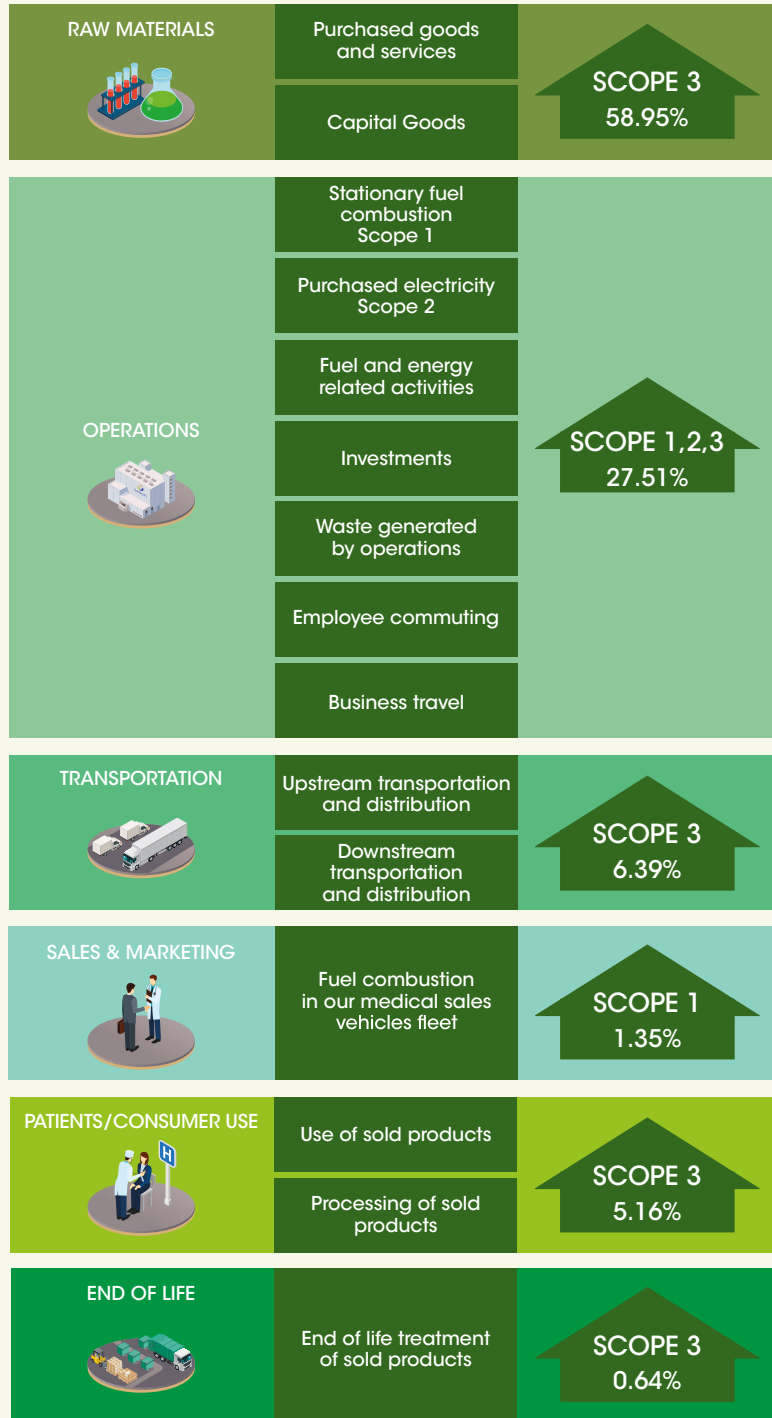 RAW MATERIALS
Purchased goods
and services
Capital Goods
SCOPE 3
58.95%
OPERATIONS
Stationary fuel
combustion
Scope 1
Purchased electricity
Scope 2
Fuel and energy
related activities
Investments
Waste generated
by operations
Employee commuting
Business travel
SCOPE 1,2,3
27.51%
TRANSPORTATION
Upstream transportation
and distribution
Downstream
transportation
and distribution
SCOPE 3
6.39%
SALES & MARKETING
Fuel combustion
in our medical sales
vehicles fleet
SCOPE 1
1.35%
PATIENTS/CONSUMER USE
H
Use of sold products
Processing of sold
products
SCOPE 3
5.16%
END OF LIFE
End of life treatment
of sold products
SCOPE 3
0.64%